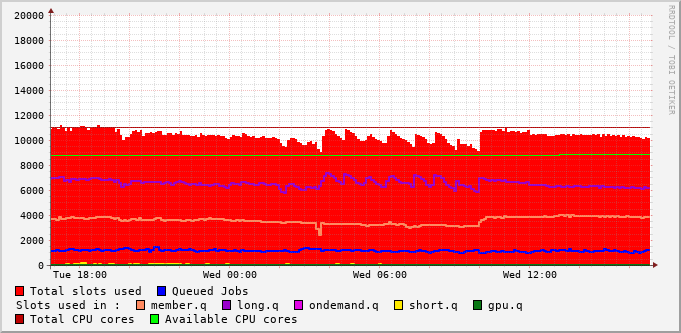 20000
18000
16000
14000
12000
10000
8000
6000
4000
2000
0
Tue 18:00 Wed 00:00 Wed 06:00 Wed 12:00
RRDTOOL / TOBI OETIKER
Total slots used Queued Jobs
Slots used in : member.q long.q ondemand.q short.q gpu.q
Total CPU cores Available CPU cores